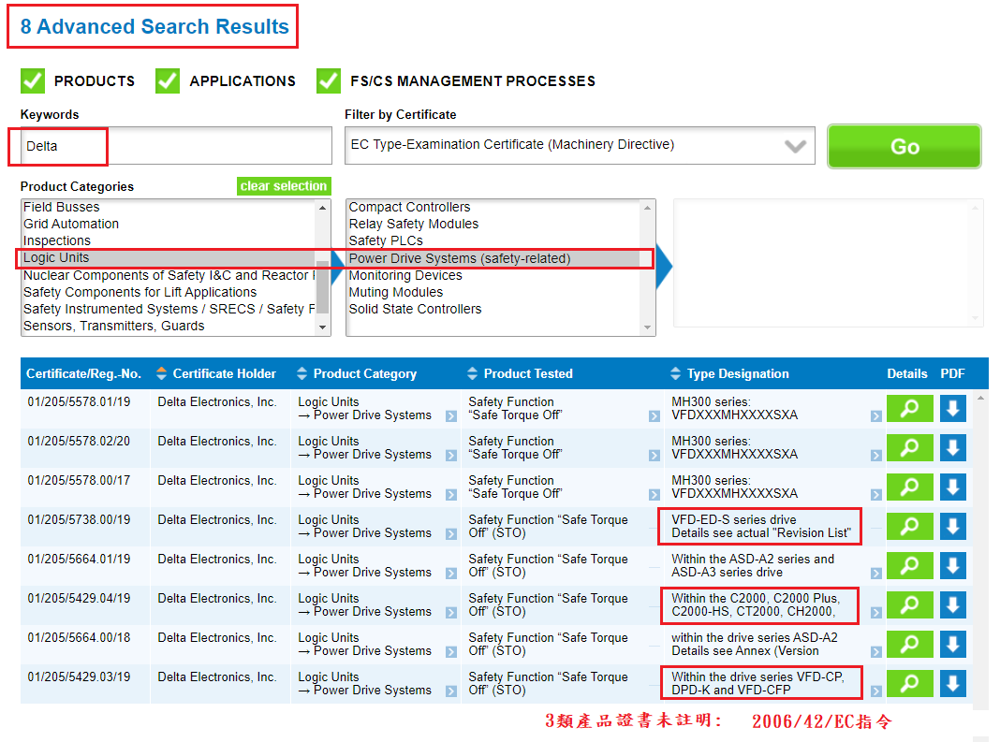 8 Advanced Search Results
PRODUCTS APPLICATIONS FS/CS MANAGEMENT PROCESSES
Keywords Filter by Certificate
Delta EC Type-Examination Certificate (Machinery Directive) Go
Product Categories clear selection
Field Busses Compact Controllers
Grid Automation Relay Safety Modules
Inspections Safety PLCs
Logic Units Power Drive Systems (safety-related)
Nuclear Components of Safety I&C and Reactor Monitoring Devices
Safety Components for Lift Applications Muting Modules
Safety Instrumented Systems / SRECS / Safety Solid State Controllers
Sensors, Transmitters, Guards
Certificate/Reg.-No. Certificate Holder Product Category Product Tested Type Designation Details PDF
01/205/5578.01/19 Delta Electronics, Inc. Logic Units Safety Function MH300 series:
→ Power Drive Systems “Safe Torque Off” VFDXXXMHXXXXSXA
01/205/5578.02/20 Delta Electronics, Inc. Logic Units Safety Function MH300 series:
→ Power Drive Systems “Safe Torque Off” VFDXXXMHXXXXSXA
01/205/5578.00/17 Delta Electronics, Inc. Logic Units Safety Function MH300 series:
→ Power Drive Systems “Safe Torque Off” VFDXXXMHXXXXSXA
01/205/5738.00/19 Delta Electronics, Inc. Logic Units Safety Function “Safe Torque VFD-ED-S series drive
→ Power Drive Systems Off” (STO) Details see actual "Revision List"
01/205/5664.01/19 Delta Electronics, Inc. Logic Units Safety Function “Safe Torque Within the ASD-A2 series and
→ Power Drive Systems Off” (STO) ASD-A3 series drive
01/205/5429.04/19 Delta Electronics, Inc. Logic Units Safety Function “Safe Torque Within the C2000, C2000 Plus,
→ Power Drive Systems Off” (STO) C2000-HS, CT2000, CH2000,
01/205/5664.00/18 Delta Electronics, Inc. Logic Units Safety Function “Safe Torque within the drive series ASD-A2
→ Power Drive Systems Off” (STO) Details see Annex (Version
01/205/5429.03/19 Delta Electronics, Inc. Logic Units Safety Function “Safe Torque Within the drive series VFD-CP,
→ Power Drive Systems Off” (STO) DPD-K and VFD-CFP
3類產品證書未註明: 2006/42/EC指令